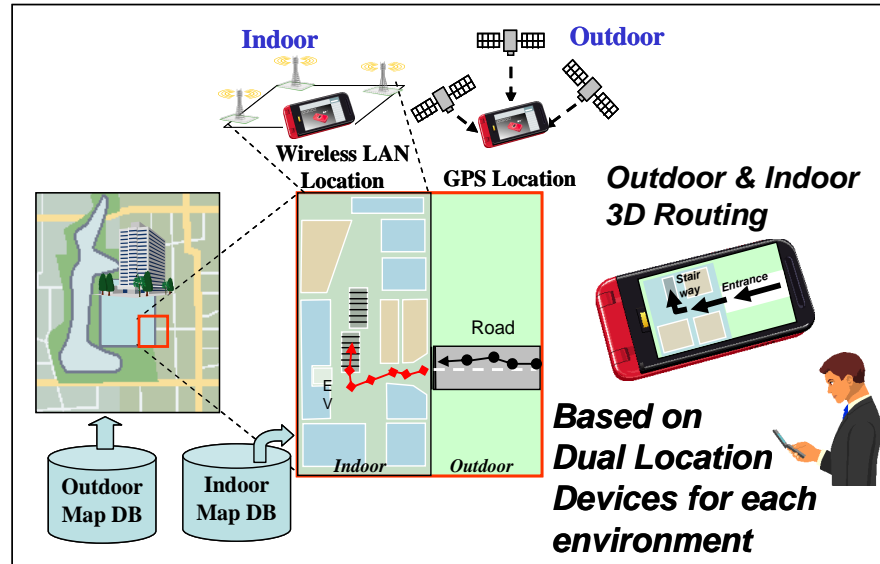 Indoor
Outdoor
Wireless LAN
Location
GPS Location
Outdoor & Indoor
3D Routing
Stair
way
Entrance
Road
E
V
Indoor
Outdoor
Outdoor
Map DB
Indoor
Map DB
Based on
Dual Location
Devices for each
environment